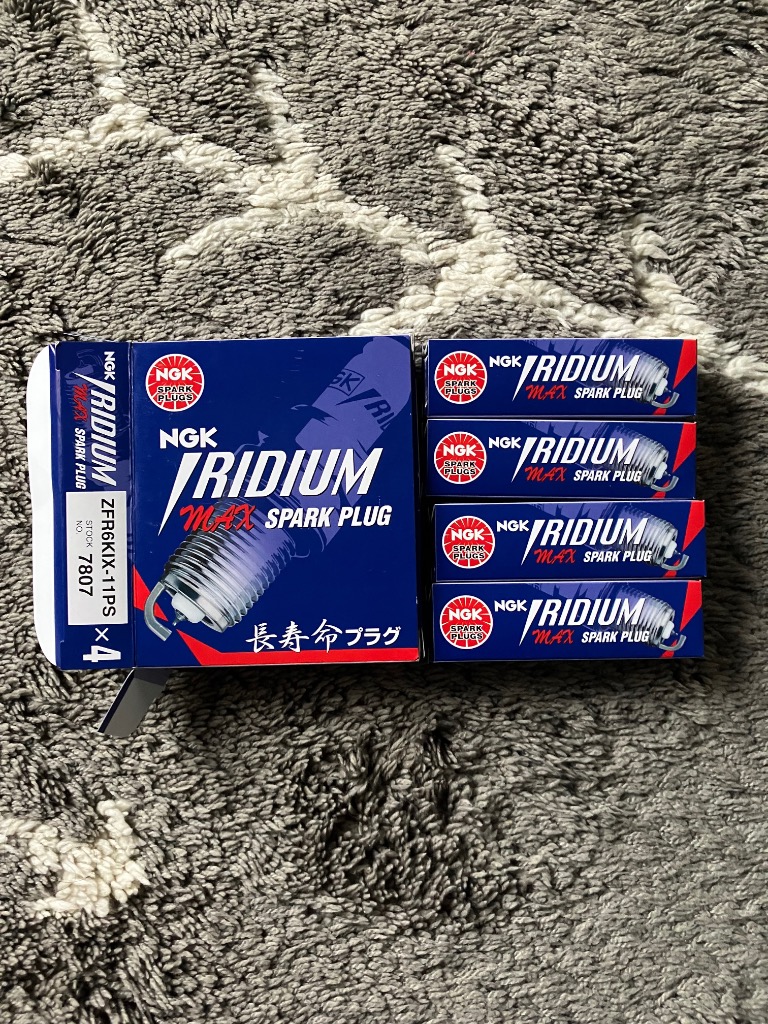 NGK
IRIDIUM
MAX SPARK PLUG
ZFR6KIX-11PS
STOCK NO. 7807
×4
NGK
SPARK
PLUGS
NGK
IRIDIUM
MAX SPARK PLUG
長寿命プラグ
NGK
SPARK
PLUGS
NGK IRIDIUM
MAX SPARK PLUG
NGK
SPARK
PLUGS
NGK IRIDIUM
MAX SPARK PLUG
NGK
SPARK
PLUGS
NGK IRIDIUM
MAX SPARK PLUG
NGK
SPARK
PLUGS
NGK IRIDIUM
MAX SPARK PLUG